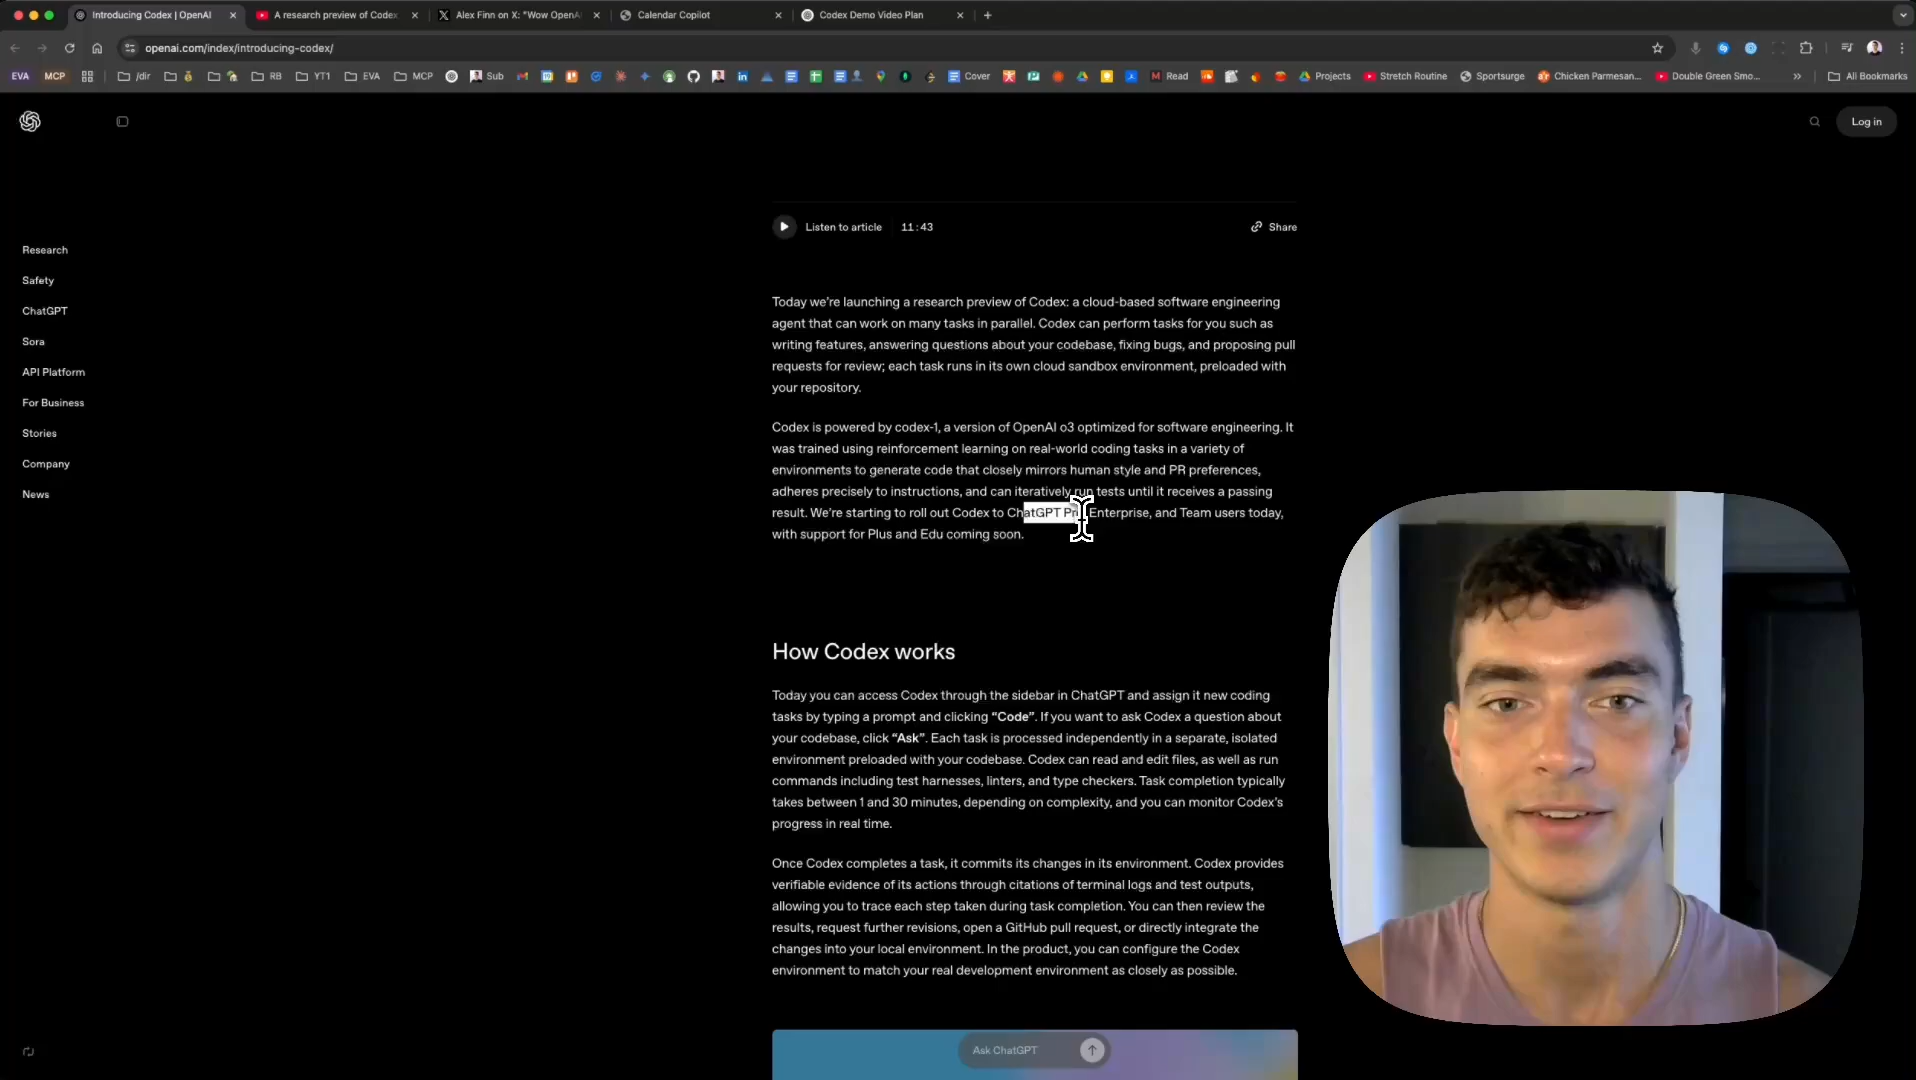 Introducing Codex | OpenAI
A research preview of Codex
Alex Finn on X: "Wow OpenA
Calendar Copilot
Codex Demo Video Plan
openai.com/index/introducing-codex/
EVA
MCP
/dir
RB
YT1
EVA
MCP
Sub
Cover
Read
Projects
Stretch Routine
Sportsurge
Chicken Parmesan...
Double Green Smo...
All Bookmarks
Log in
Research
Safety
ChatGPT
Sora
API Platform
For Business
Stories
Company
News
Listen to article 11:43
Share
Today we're launching a research preview of Codex: a cloud-based software engineering
agent that can work on many tasks in parallel. Codex can perform tasks for you such as
writing features, answering questions about your codebase, fixing bugs, and proposing pull
requests for review; each task runs in its own cloud sandbox environment, preloaded with
your repository.
Codex is powered by codex-1, a version of OpenAI o3 optimized for software engineering. It
was trained using reinforcement learning on real-world coding tasks in a variety of
environments to generate code that closely mirrors human style and PR preferences,
adheres precisely to instructions, and can iteratively run tests until it receives a passing
result. We're starting to roll out Codex to ChatGPT Pr Enterprise, and Team users today,
with support for Plus and Edu coming soon.
How Codex works
Today you can access Codex through the sidebar in ChatGPT and assign it new coding
tasks by typing a prompt and clicking “Code”. If you want to ask Codex a question about
your codebase, click “Ask”. Each task is processed independently in a separate, isolated
environment preloaded with your codebase. Codex can read and edit files, as well as run
commands including test harnesses, linters, and type checkers. Task completion typically
takes between 1 and 30 minutes, depending on complexity, and you can monitor Codex's
progress in real time.
Once Codex completes a task, it commits its changes in its environment. Codex provides
verifiable evidence of its actions through citations of terminal logs and test outputs,
allowing you to trace each step taken during task completion. You can then review the
results, request further revisions, open a GitHub pull request, or directly integrate the
changes into your local environment. In the product, you can configure the Codex
environment to match your real development environment as closely as possible.
Ask ChatGPT